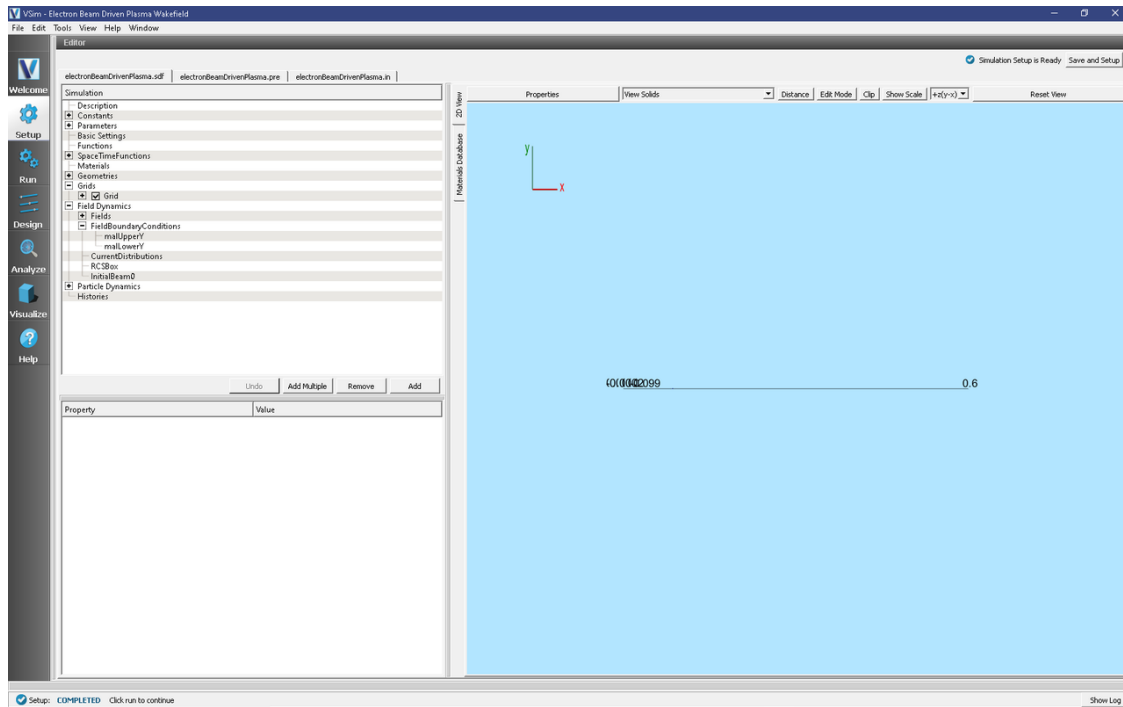 VSim - Electron Beam Driven Plasma Wakefield
File Edit Tools View Help Window
Editor
Simulation Setup is Ready Save and Setup
Welcome
Setup
Run
Design
Analyze
Visualize
Help
electronBeamDrivenPlasma.sdf electronBeamDrivenPlasma.pre electronBeamDrivenPlasma.in
Simulation
Description
Constants
Parameters
Basic Settings
Functions
SpaceTimeFunctions
Materials
Geometries
Grids
Grid
Field Dynamics
Fields
FieldBoundaryConditions
malUpperY
malLowerY
CurrentDistributions
RCSBox
InitialBeam0
Particle Dynamics
Histories
Undo Add Multiple Remove Add
Property Value
2D View
Materials Database
Properties View Solids Distance Edit Mode Clip Show Scale +z(y-x) Reset View
y
x
0.6
Setup: COMPLETED Click run to continue
Show Log